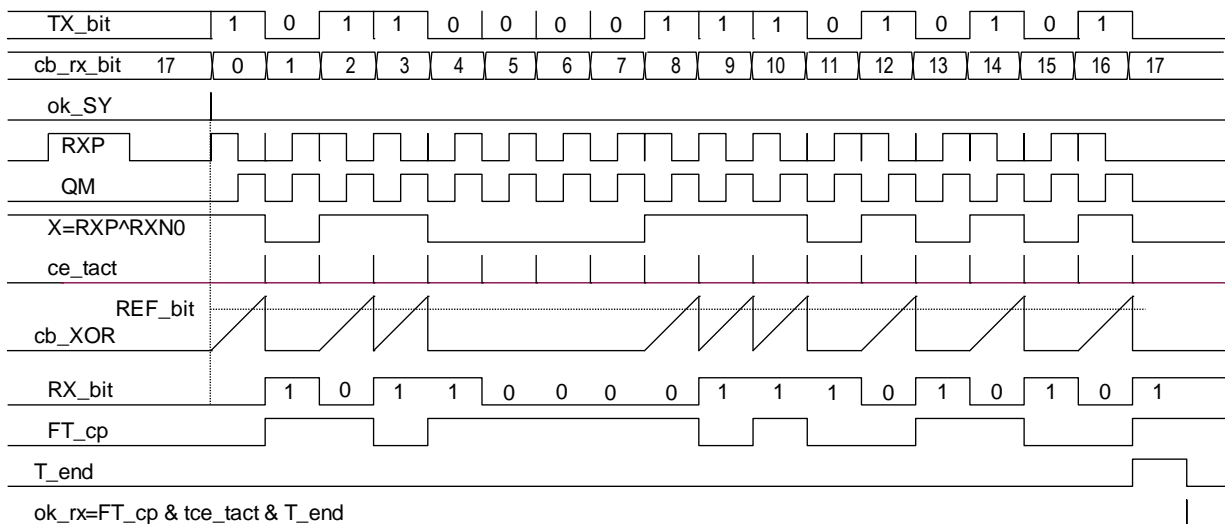 TX_bit 1 0 1 1 0 0 0 0 1 1 1 0 1 0 1 0 1
cb_rx_bit 17 0 1 2 3 4 5 6 7 8 9 10 11 12 13 14 15 16 17
ok_SY
RXP
QM
X=RXP^RXN0
ce_tact
REF_bit
cb_XOR
RX_bit 1 0 1 1 0 0 0 0 1 1 1 0 1 0 1 0 1
FT_cp
T_end
ok_rx=FT_cp & tce_tact & T_end